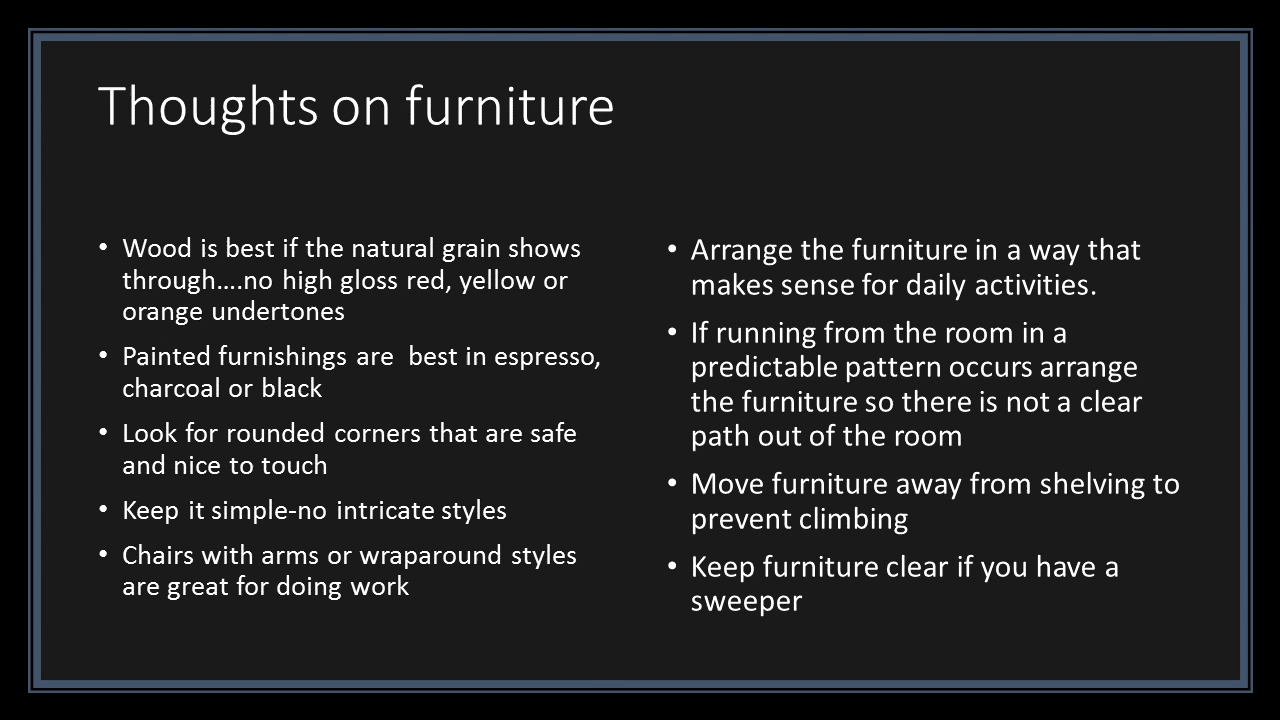 Thoughts on furniture
• Wood is best if the natural grain shows
through....no high gloss red, yellow or
orange undertones
• Painted furnishings are  best in espresso,
charcoal or black
• Look for rounded corners that are safe
and nice to touch
• Keep it simple-no intricate styles
• Chairs with arms or wraparound styles
are great for doing work
• Arrange the furniture in a way that
makes sense for daily activities.
• If running from the room in a
predictable pattern occurs arrange
the furniture so there is not a clear
path out of the room
• Move furniture away from shelving to
prevent climbing
• Keep furniture clear if you have a
sweeper